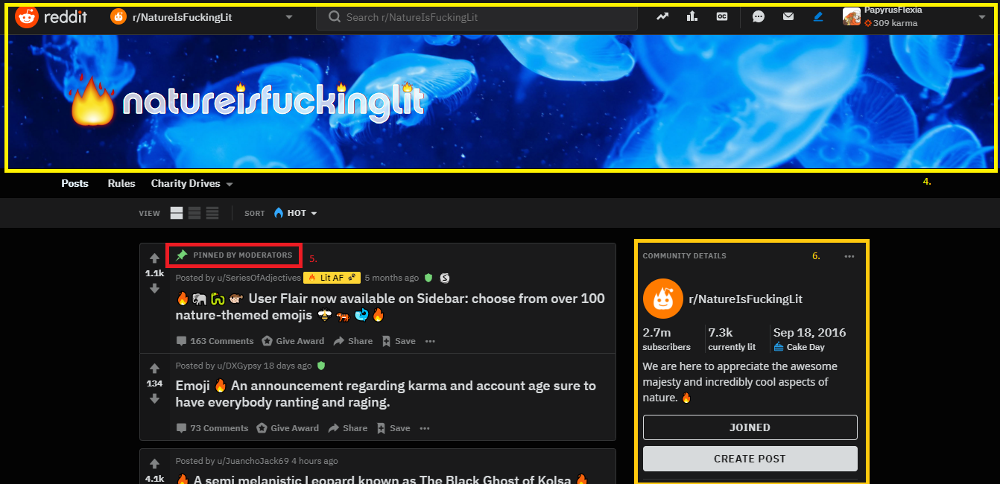 reddit
r/NatureIsFuckingLit
Search r/NatureIsFuckingLit
OC
PapyrusFlexia
309 karma
natureisfuckinglit
Posts Rules Charity Drives
4.
VIEW SORT HOT
PINNED BY MODERATORS
5.
1.1k
Posted by u/SeriesOfAdjectives 🔥 Lit AF 🐾 5 months ago S
🔥🐘🐍🐡 User Flair now available on Sidebar: choose from over 100
nature-themed emojis 🐝🐅🐳🔥
163 Comments Give Award Share Save •••
Posted by u/DXGypsy 18 days ago
134
Emoji 🔥 An announcement regarding karma and account age sure to
have everybody ranting and raging.
73 Comments Give Award Share Save •••
Posted by u/JuanchoJack69 4 hours ago
4.1k
🔥 A semi melanistic Leopard known as The Black Ghost of Kolsa 🔥
COMMUNITY DETAILS
6.
•••
r/NatureIsFuckingLit
2.7m 7.3k Sep 18, 2016
subscribers currently lit Cake Day
We are here to appreciate the awesome
majesty and incredibly cool aspects of
nature. 🔥
JOINED
CREATE POST